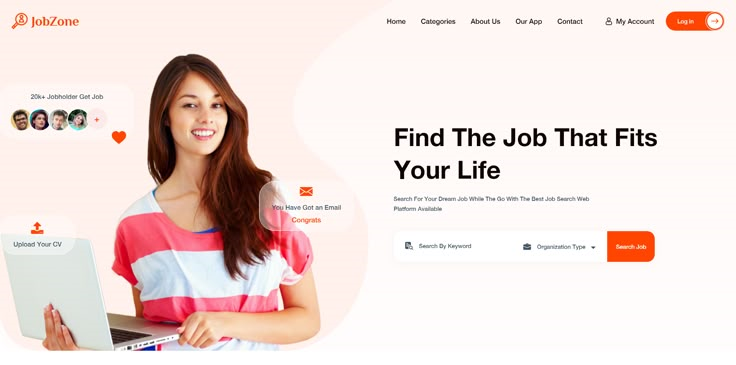 JobZone
Home Categories About Us Our App Contact My Account Log in
20k+ Jobholder Get Job
+
You Have Got an Email
Congrats
Upload Your CV
Find The Job That Fits
Your Life
Search For Your Dream Job While The Go With The Best Job Search Web
Platform Available
Search By Keyword Organization Type Search Job